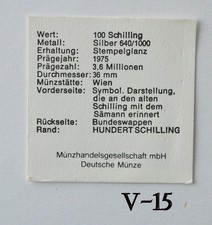 Wert: 100 Schilling
Metall: Silber 640/1000
Erhaltung: Stempelglanz
Prägejahr: 1975
Prägezahl: 3,6 Millionen
Durchmesser: 36 mm
Münzstätte: Wien
Vorderseite: Symbol. Darstellung,
die an den alten
Schilling mit dem
Sämann erinnert
Rückseite: Bundeswappen
Rand: HUNDERT SCHILLING
Münzhandelsgesellschaft mbH
Deutsche Münze
V-15